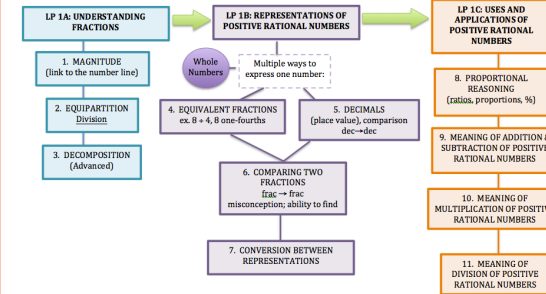 LP 1A: UNDERSTANDING
FRACTIONS
1. MAGNITUDE
(link to the number line)
2. EQUIPARTITION
Division
3. DECOMPOSITION
(Advanced)
LP 1B: REPRESENTATIONS OF
POSITIVE RATIONAL NUMBERS
Whole
Numbers
Multiple ways to
express one number:
4. EQUIVALENT FRACTIONS
ex. 8 ÷ 4, 8 one-fourths
5. DECIMALS
(place value), comparison
dec→dec
6. COMPARING TWO
FRACTIONS
frac → frac
misconception; ability to find
7. CONVERSION BETWEEN
REPRESENTATIONS
LP 1C: USES AND
APPLICATIONS OF
POSITIVE RATIONAL
NUMBERS
8. PROPORTIONAL
REASONING
(ratios, proportions, %)
9. MEANING OF ADDITION
SUBTRACTION OF POSITIVE
RATIONAL NUMBERS
10. MEANING OF
MULTIPLICATION OF POSITIV
RATIONAL NUMBERS
11. MEANING OF
DIVISION OF POSITIVE
RATIONAL NUMBERS